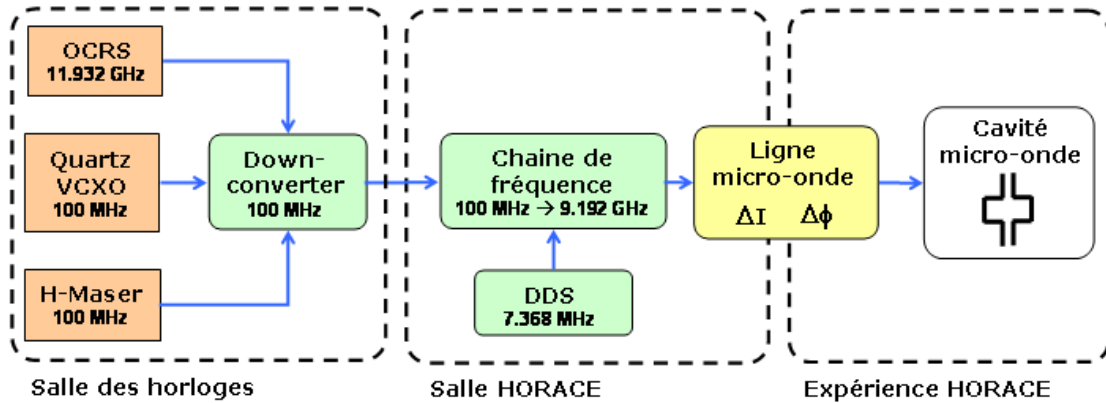 OCRS
11.932 GHz
Quartz
VCXO
100 MHz
H-Maser
100 MHz
Down-
converter
100 MHz
Salle des horloges
Chaine de
fréquence
100 MHz → 9.192 GHz
DDS
7.368 MHz
Salle HORACE
Ligne
micro-onde
ΔI Δϕ
Cavité
micro-onde
Expérience HORACE